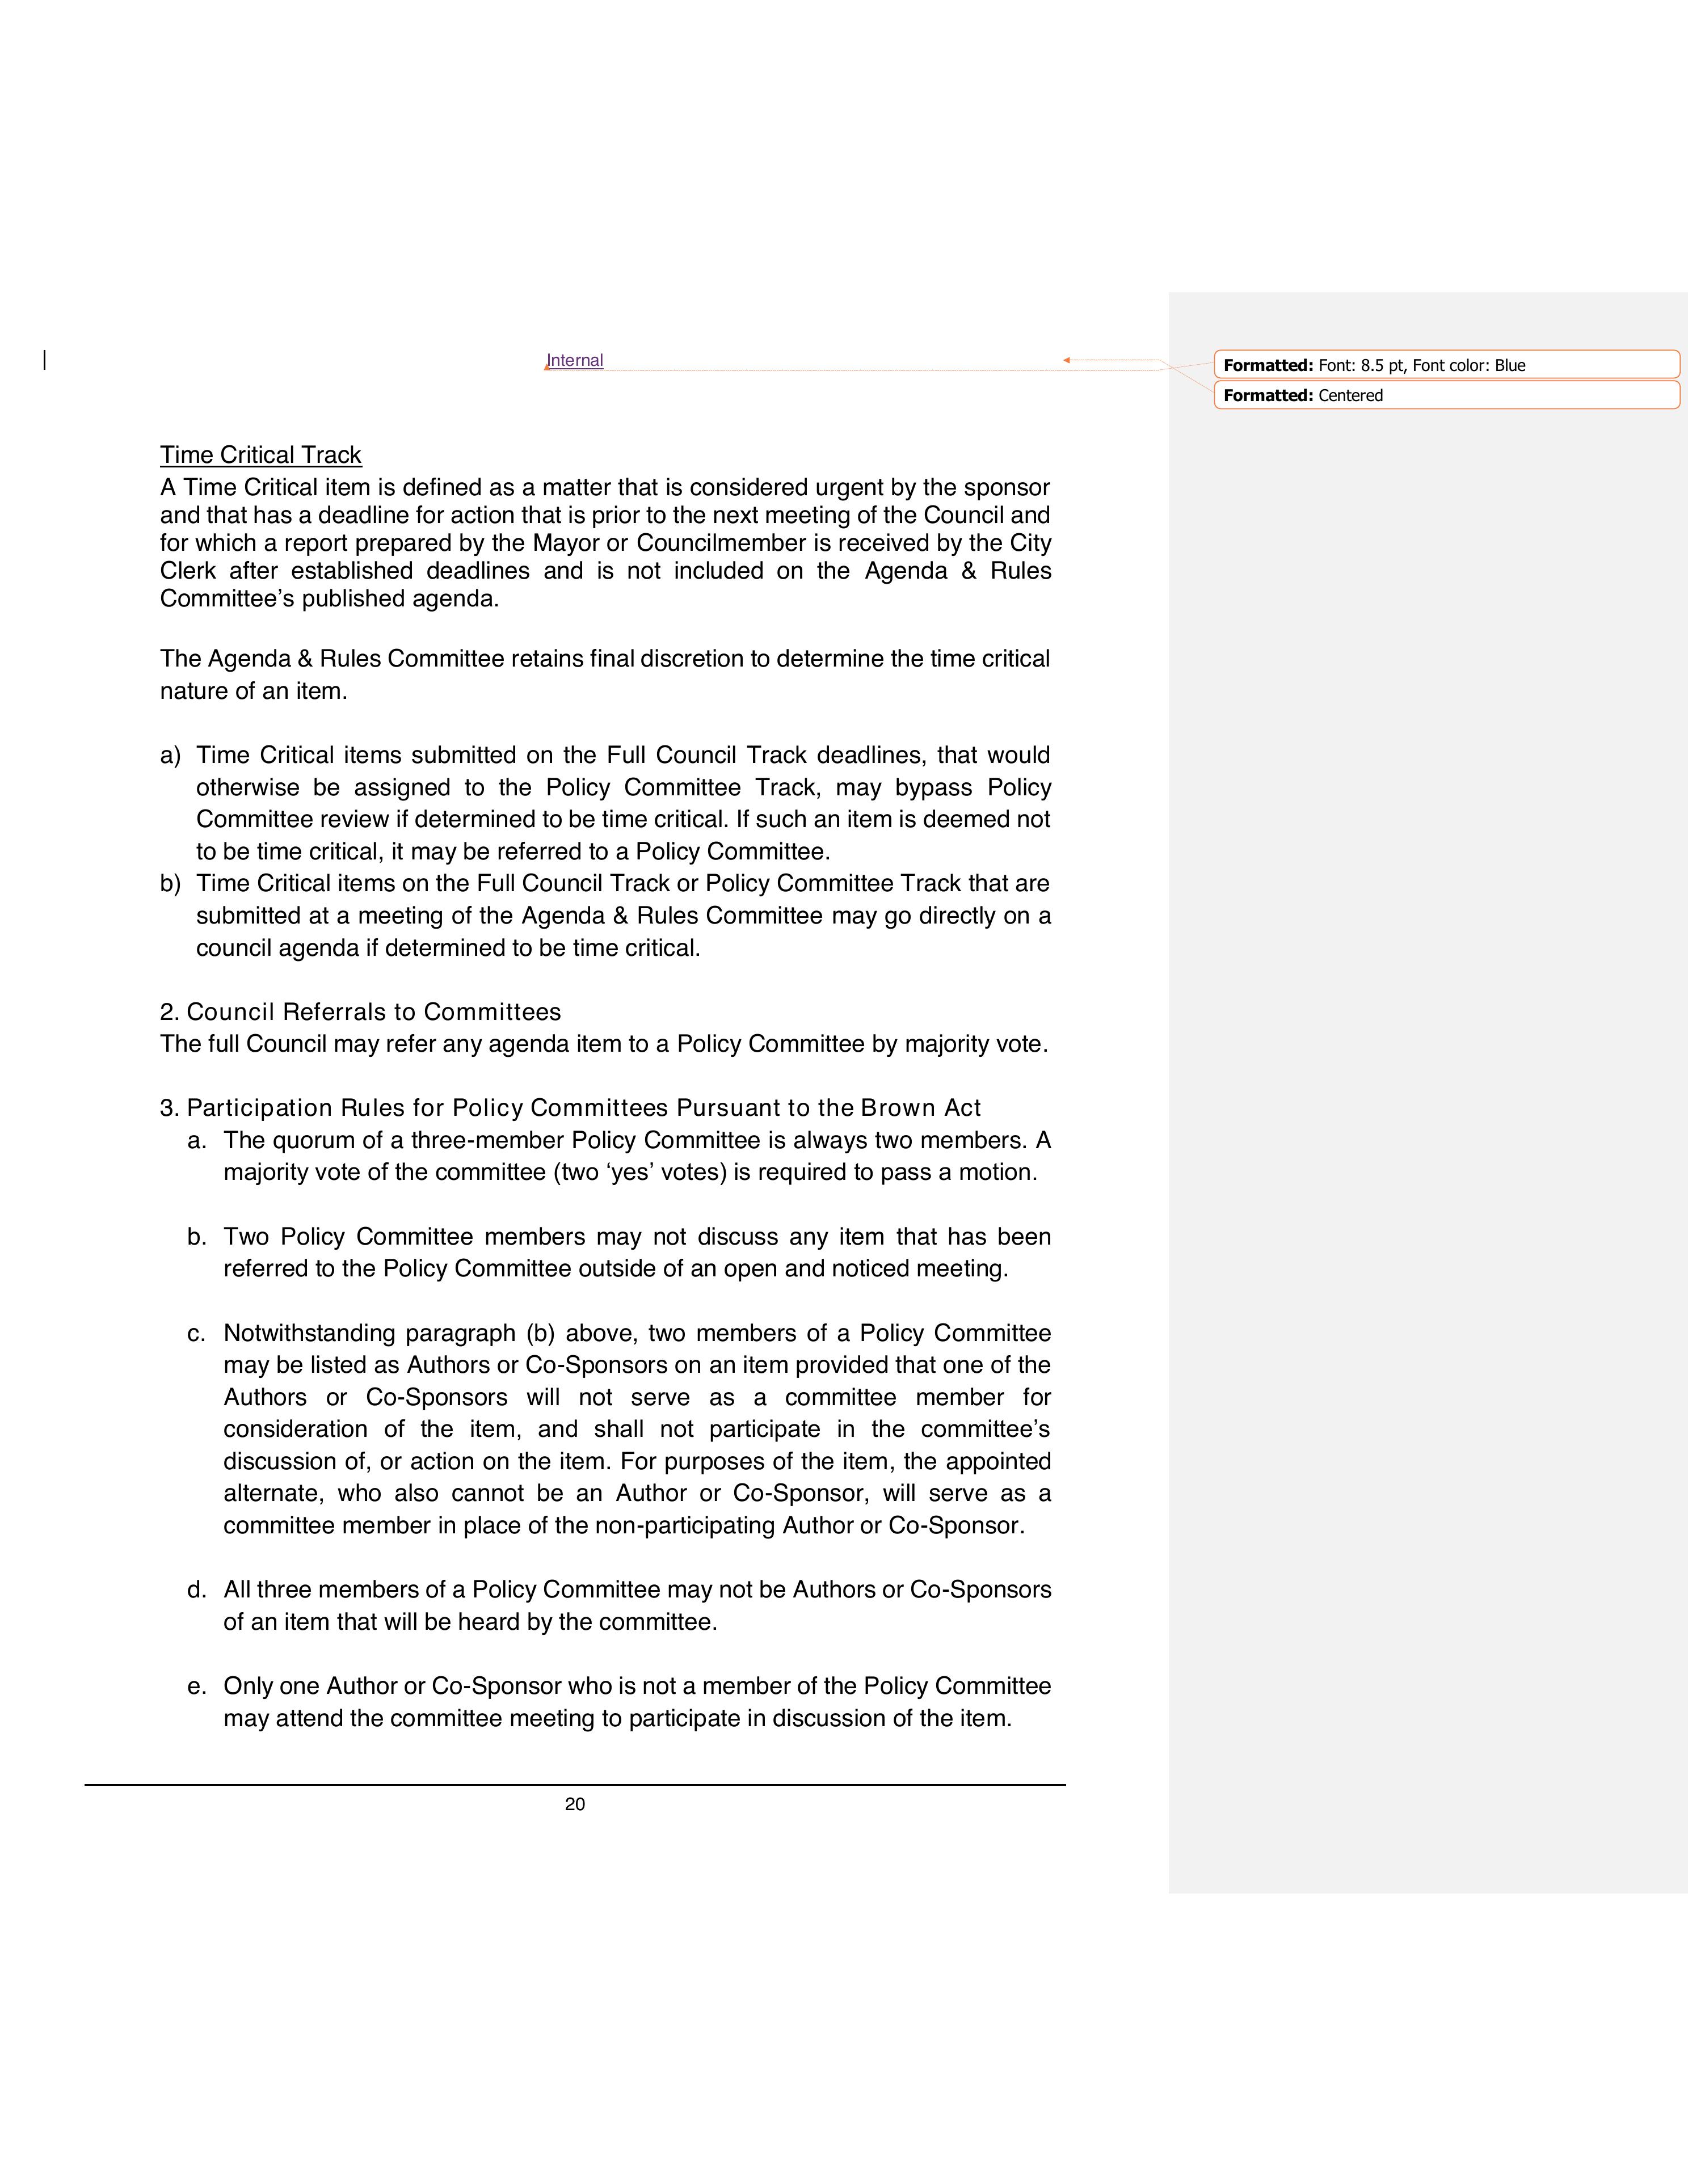 Internal
Formatted: Font: 8.5 pt, Font color: Blue
Formatted: Centered
Time Critical Track
A Time Critical item is defined as a matter that is considered urgent by the sponsor
and that has a deadline for action that is prior to the next meeting of the Council and
for which a report prepared by the Mayor or Councilmember is received by the City
Clerk after established deadlines and is not included on the Agenda & Rules
Committee’s published agenda.
The Agenda & Rules Committee retains final discretion to determine the time critical
nature of an item.
a) Time Critical items submitted on the Full Council Track deadlines, that would
otherwise be assigned to the Policy Committee Track, may bypass Policy
Committee review if determined to be time critical. If such an item is deemed not
to be time critical, it may be referred to a Policy Committee.
b) Time Critical items on the Full Council Track or Policy Committee Track that are
submitted at a meeting of the Agenda & Rules Committee may go directly on a
council agenda if determined to be time critical.
2. Council Referrals to Committees
The full Council may refer any agenda item to a Policy Committee by majority vote.
3. Participation Rules for Policy Committees Pursuant to the Brown Act
a. The quorum of a three-member Policy Committee is always two members. A
majority vote of the committee (two ‘yes’ votes) is required to pass a motion.
b. Two Policy Committee members may not discuss any item that has been
referred to the Policy Committee outside of an open and noticed meeting.
c. Notwithstanding paragraph (b) above, two members of a Policy Committee
may be listed as Authors or Co-Sponsors on an item provided that one of the
Authors or Co-Sponsors will not serve as a committee member for
consideration of the item, and shall not participate in the committee’s
discussion of, or action on the item. For purposes of the item, the appointed
alternate, who also cannot be an Author or Co-Sponsor, will serve as a
committee member in place of the non-participating Author or Co-Sponsor.
d. All three members of a Policy Committee may not be Authors or Co-Sponsors
of an item that will be heard by the committee.
e. Only one Author or Co-Sponsor who is not a member of the Policy Committee
may attend the committee meeting to participate in discussion of the item.
20